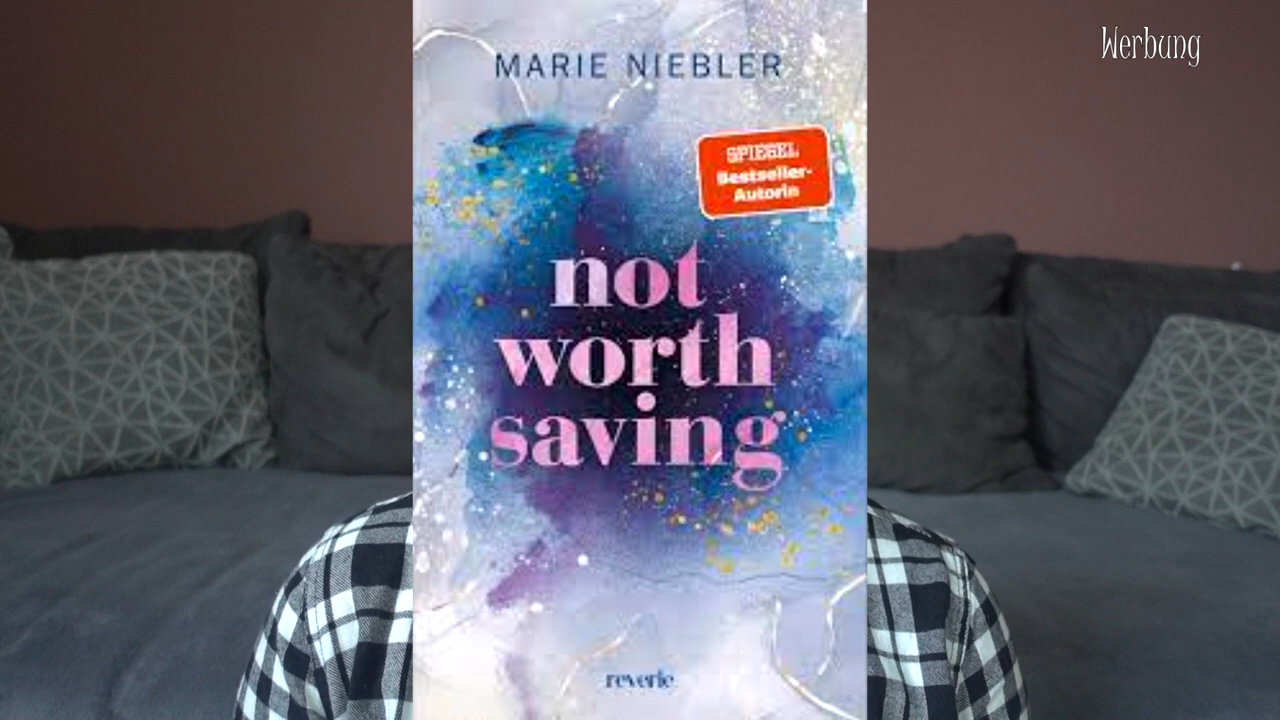 Werbung
MARIE NIEBLER
SPIEGEL
Bestseller-
Autorin
not
worth
saving
reverie